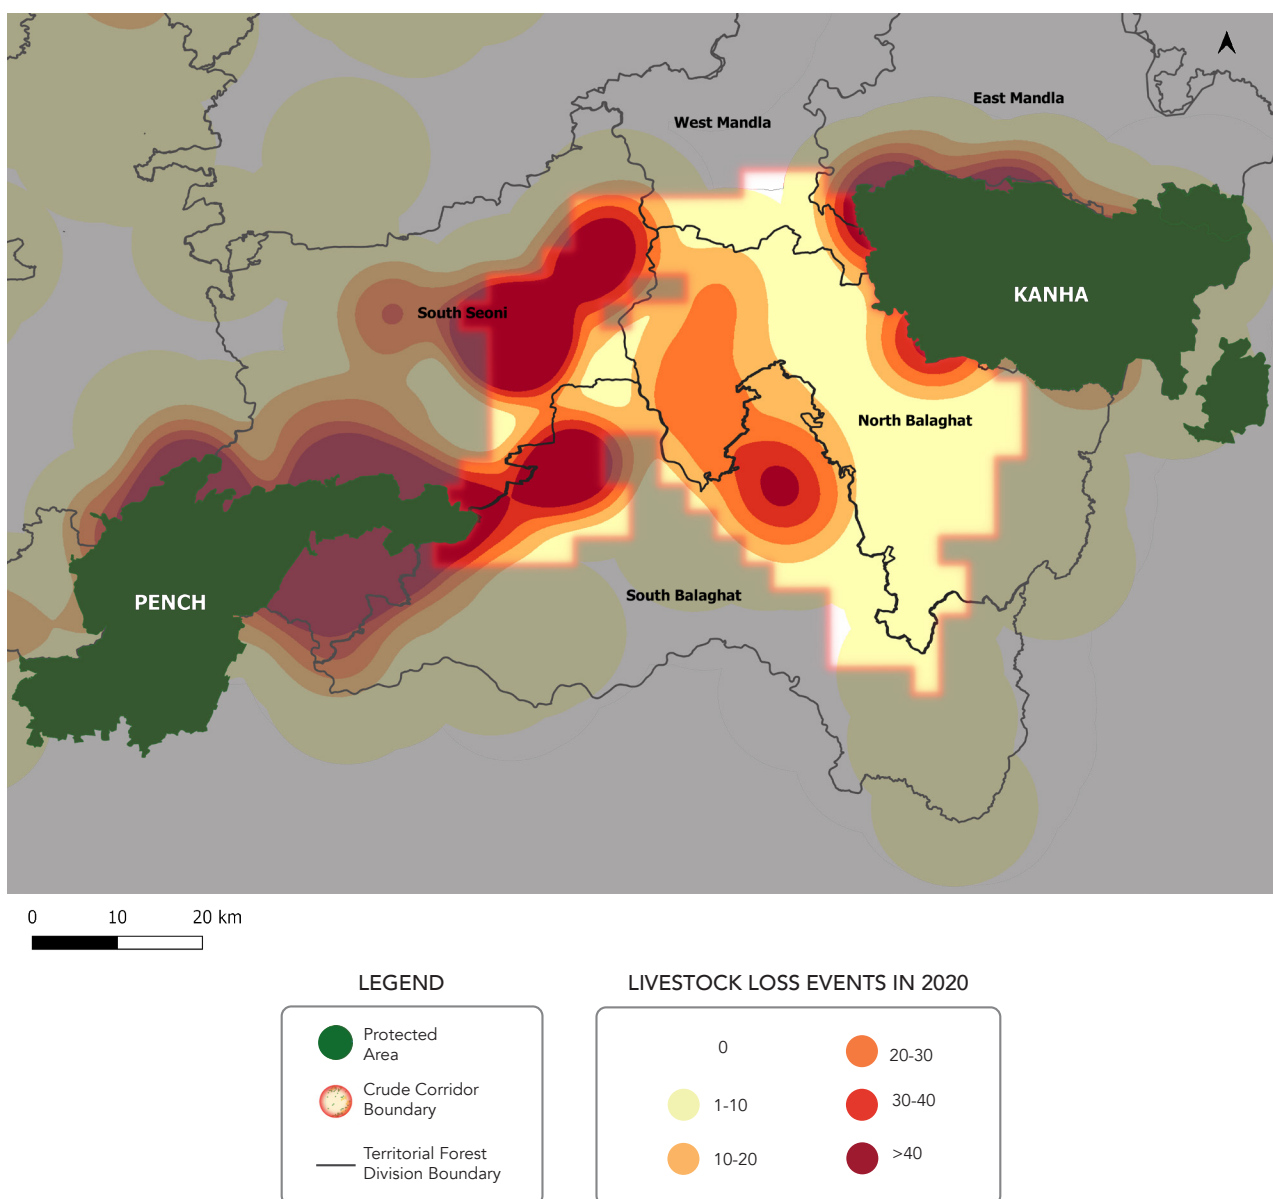 East Mandla
West Mandla
KANHA
South Seoni
North Balaghat
PENCH
South Balaghat
0 10 20 km
LEGEND
Protected
Area
Crude Corridor
Boundary
Territorial Forest
Division Boundary
LIVESTOCK LOSS EVENTS IN 2020
0
1-10
10-20
20-30
30-40
>40